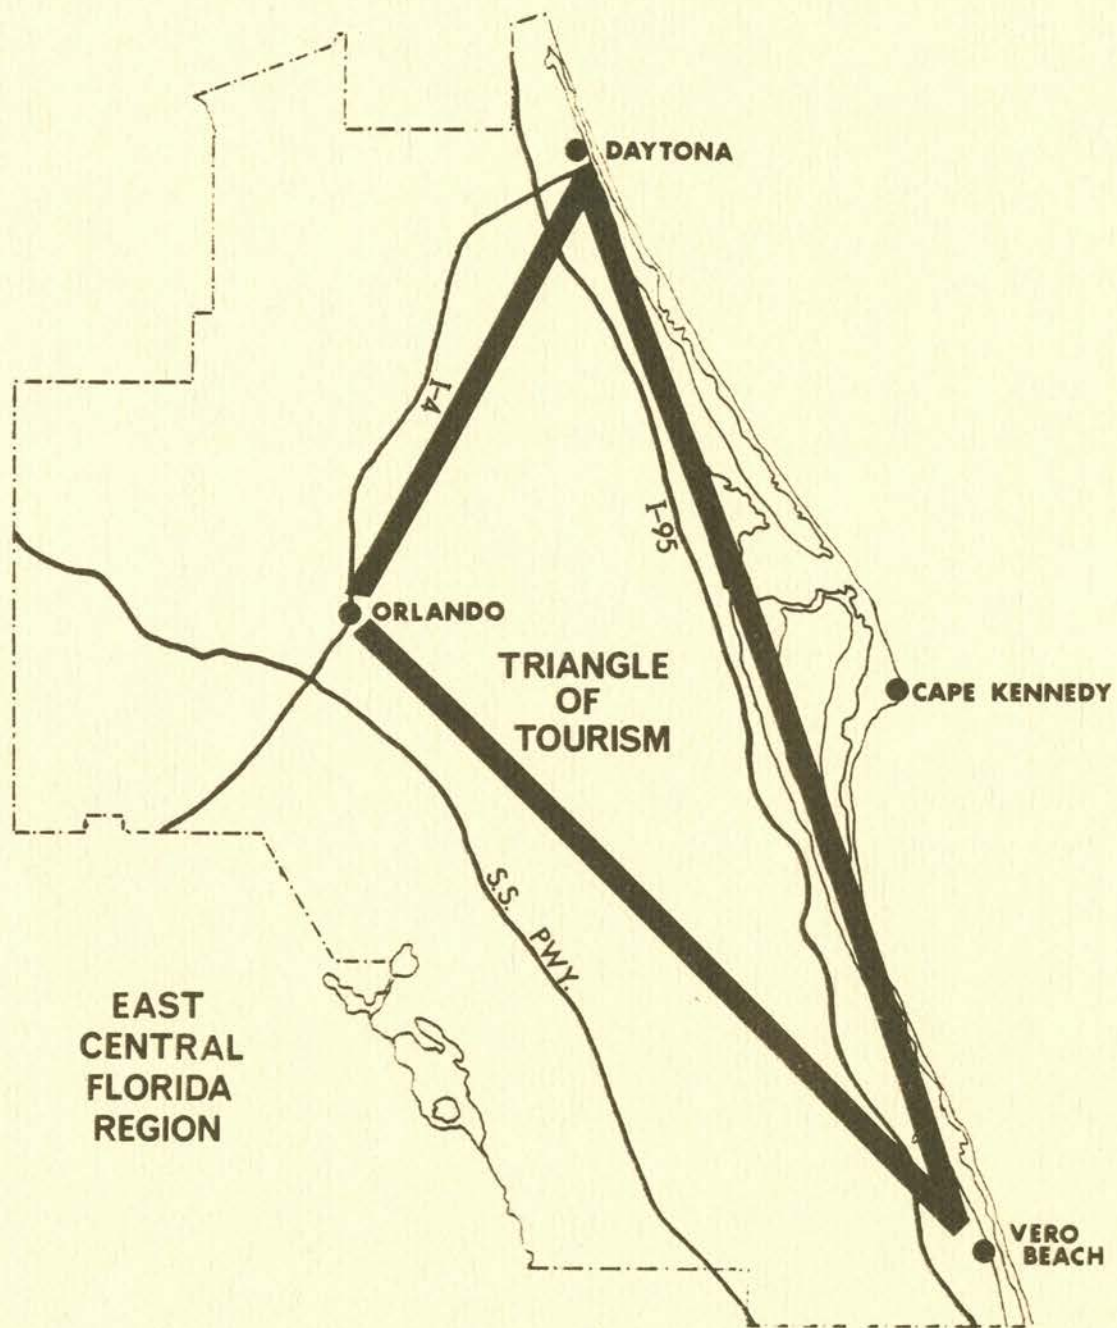 DAYTONA
I-4
I-95
ORLANDO
TRIANGLE
OF
TOURISM
CAPE KENNEDY
S.S. PWY.
EAST
CENTRAL
FLORIDA
REGION
VERO
BEACH